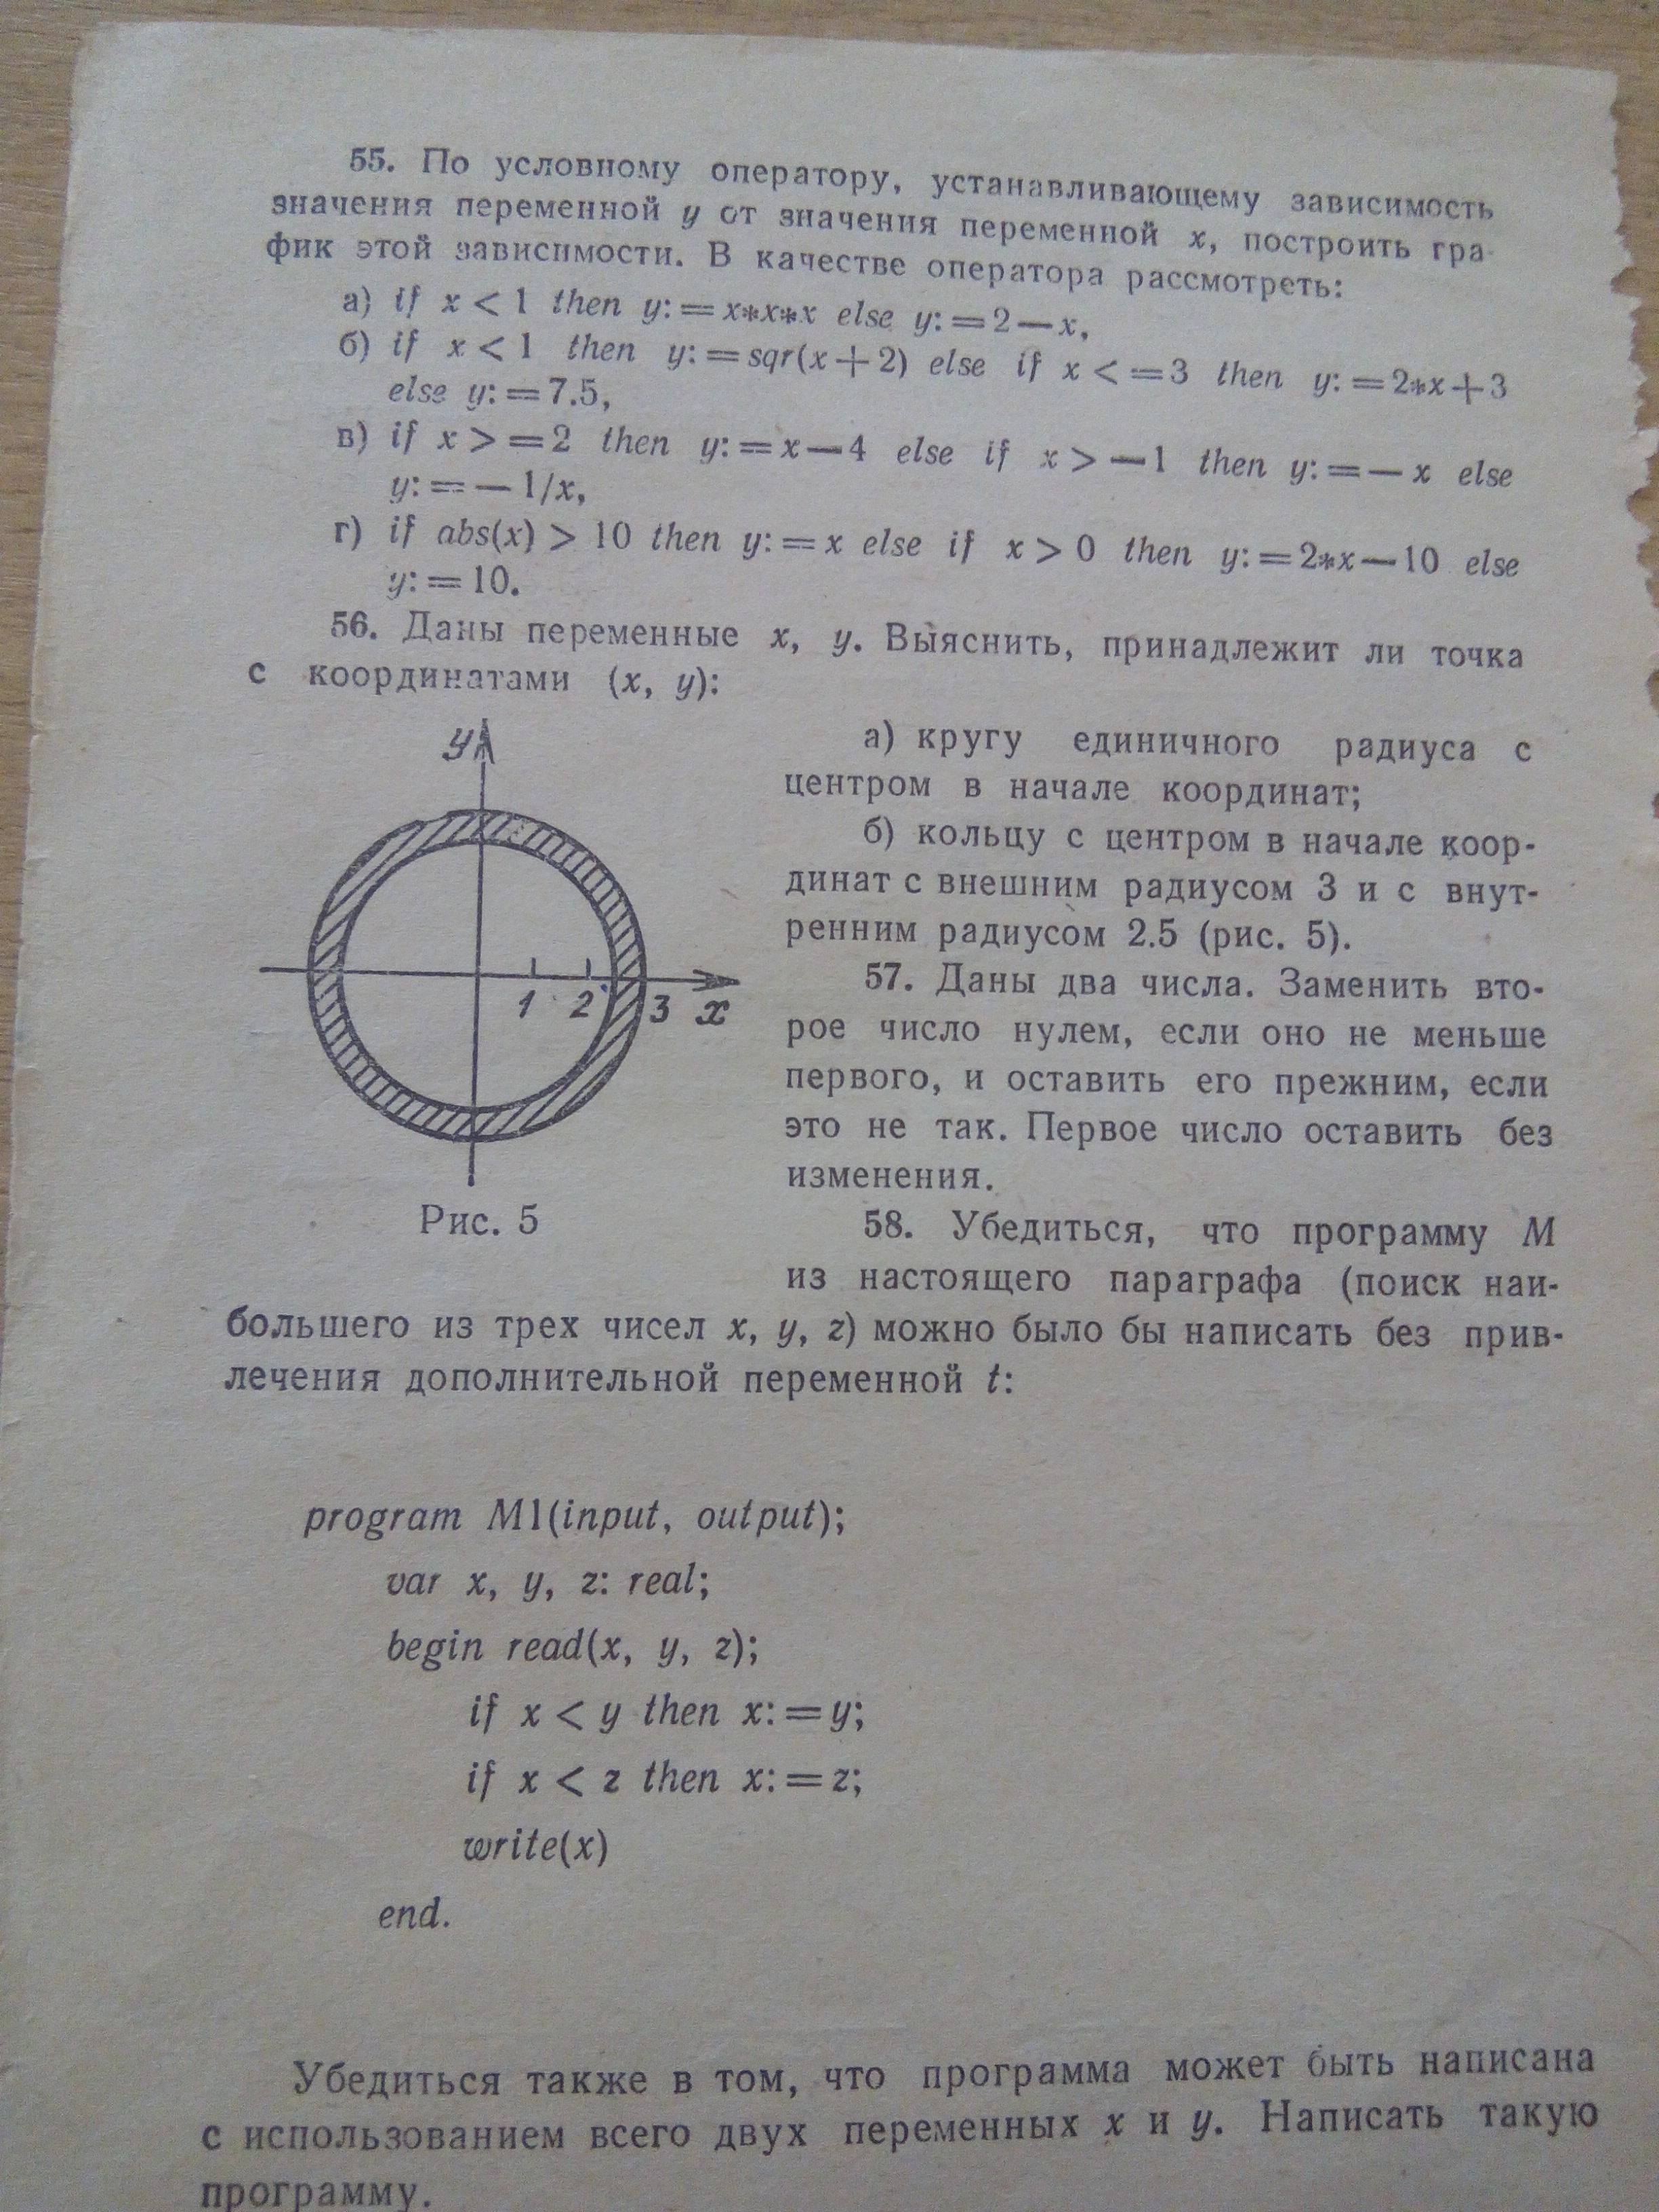 55. По условному оператору, устанавливающему зависимость
значения переменной y от значения переменной x, построить гра-
фик этой зависимости. В качестве оператора рассмотреть:
а) if x < 1 then y:=x*x*x else y:=2—x,
б) if x < 1 then y:=sqr(x+2) else if x <=3 then y:=2*x+3
else y:=7.5,
в) if x >=2 then y:=x—4 else if x > —1 then y:=— x else
y:=— 1/x,
г) if abs(x) > 10 then y:=x else if x > 0 then y:=2*x—10 else
y:=10.
56. Даны переменные x, y. Выяснить, принадлежит ли точка
с координатами (x, y):
y
1 2 3 x
Рис. 5
а) кругу единичного радиуса с
центром в начале координат;
б) кольцу с центром в начале коор-
динат с внешним радиусом 3 и с внут-
ренним радиусом 2.5 (рис. 5).
57. Даны два числа. Заменить вто-
рое число нулем, если оно не меньше
первого, и оставить его прежним, если
это не так. Первое число оставить без
изменения.
58. Убедиться, что программу M
из настоящего параграфа (поиск наи-
большего из трех чисел x, y, z) можно было бы написать без прив-
лечения дополнительной переменной t:
program M1(input, output);
var x, y, z: real;
begin read(x, y, z);
if x < y then x:=y;
if x < z then x:=z;
write(x)
end.
Убедиться также в том, что программа может быть написана
с использованием всего двух переменных x и y. Написать такую
программу.